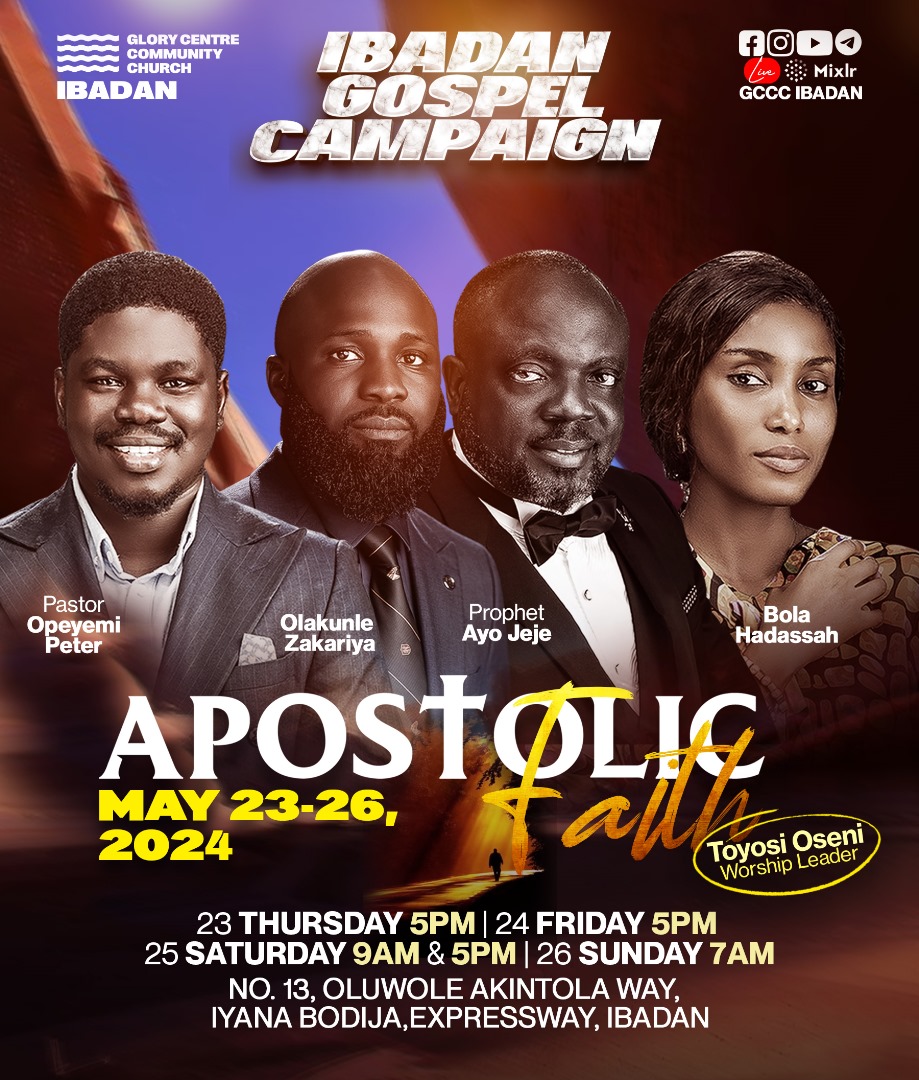 GLORY CENTRE
COMMUNITY
CHURCH
IBADAN
IBADAN
GOSPEL
CAMPAIGN
Live
Mixlr
GCCC IBADAN
Pastor
Opeyemi
Peter
Olakunle
Zakariya
Prophet
Ayo Jeje
Bola
Hadassah
APOSTOLIC
Faith
MAY 23-26,
2024
Toyosi Oseni
Worship Leader
23 THURSDAY 5PM | 24 FRIDAY 5PM
25 SATURDAY 9AM & 5PM | 26 SUNDAY 7AM
NO. 13, OLUWOLE AKINTOLA WAY,
IYANA BODIJA,EXPRESSWAY, IBADAN